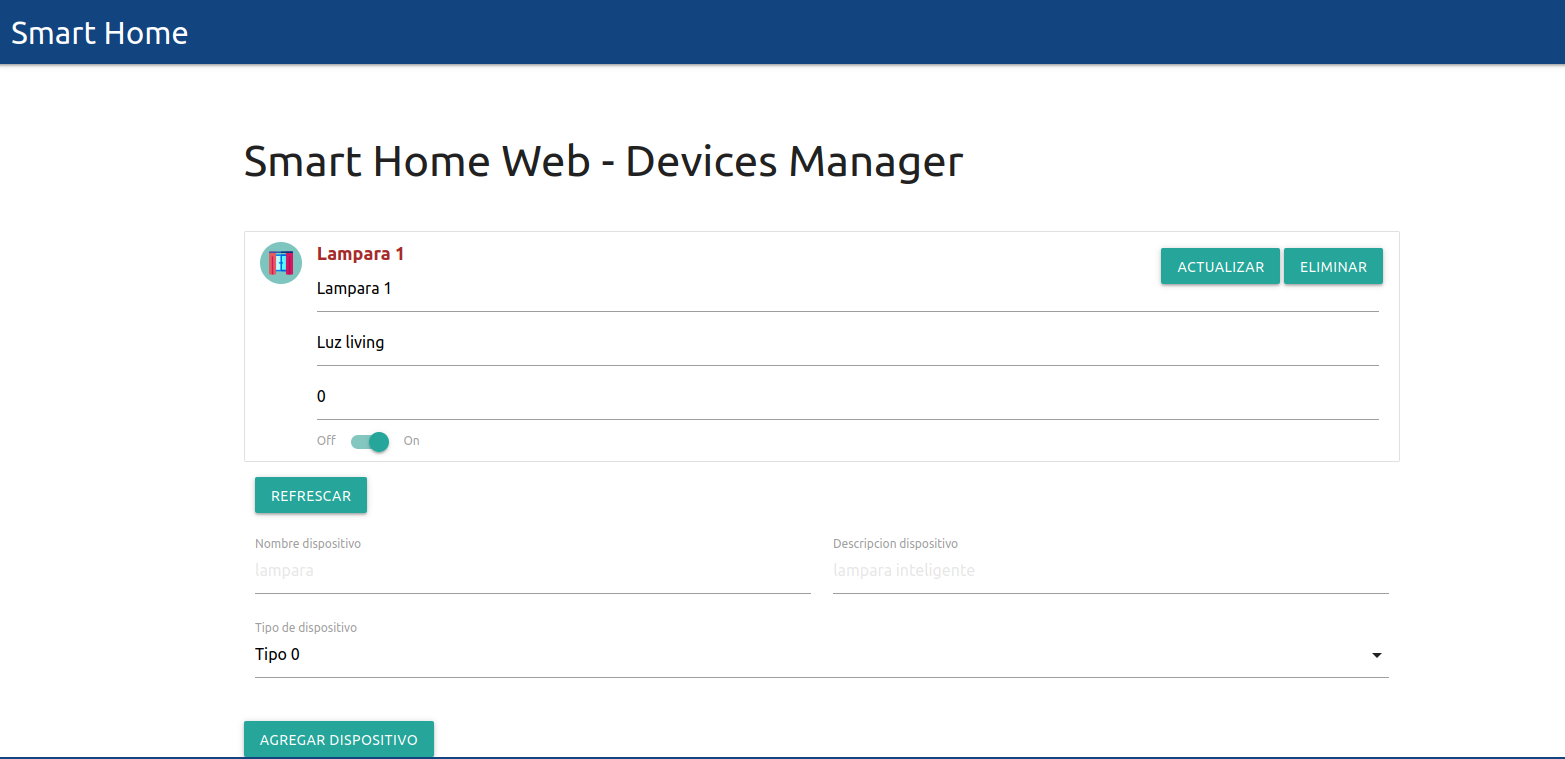 Smart Home
Smart Home Web - Devices Manager
Lampara 1
ACTUALIZAR ELIMINAR
Lampara 1
Luz living
0
Off On
REFRESCAR
Nombre dispositivo Descripcion dispositivo
lampara lampara inteligente
Tipo de dispositivo
Tipo 0
AGREGAR DISPOSITIVO